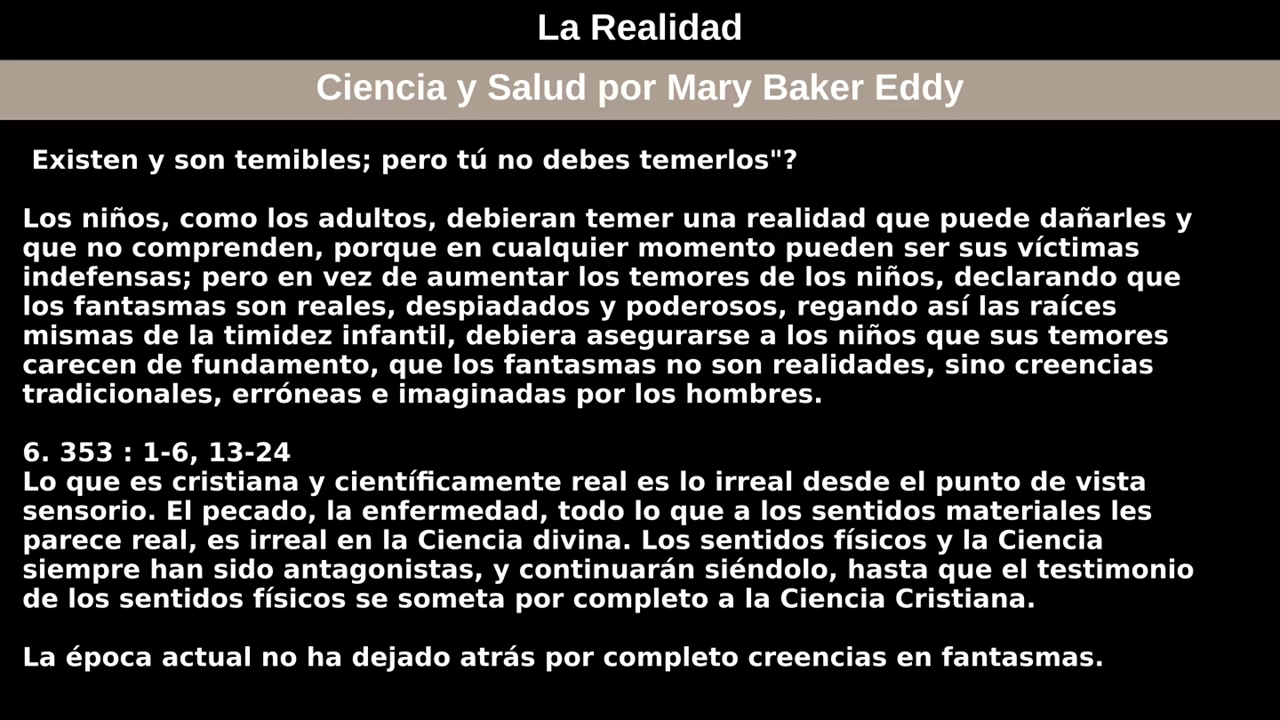 La Realidad
Ciencia y Salud por Mary Baker Eddy
Existen y son temibles; pero tú no debes temerlos"?
Los niños, como los adultos, debieran temer una realidad que puede dañarles y
que no comprenden, porque en cualquier momento pueden ser sus víctimas
indefensas; pero en vez de aumentar los temores de los niños, declarando que
los fantasmas son reales, despiadados y poderosos, regando así las raíces
mismas de la timidez infantil, debiera asegurarse a los niños que sus temores
carecen de fundamento, que los fantasmas no son realidades, sino creencias
tradicionales, erróneas e imaginadas por los hombres.
6. 353 : 1-6, 13-24
Lo que es cristiana y científicamente real es lo irreal desde el punto de vista
sensorio. El pecado, la enfermedad, todo lo que a los sentidos materiales les
parece real, es irreal en la Ciencia divina. Los sentidos físicos y la Ciencia
siempre han sido antagonistas, y continuarán siéndolo, hasta que el testimonio
de los sentidos físicos se someta por completo a la Ciencia Cristiana.
La época actual no ha dejado atrás por completo creencias en fantasmas.